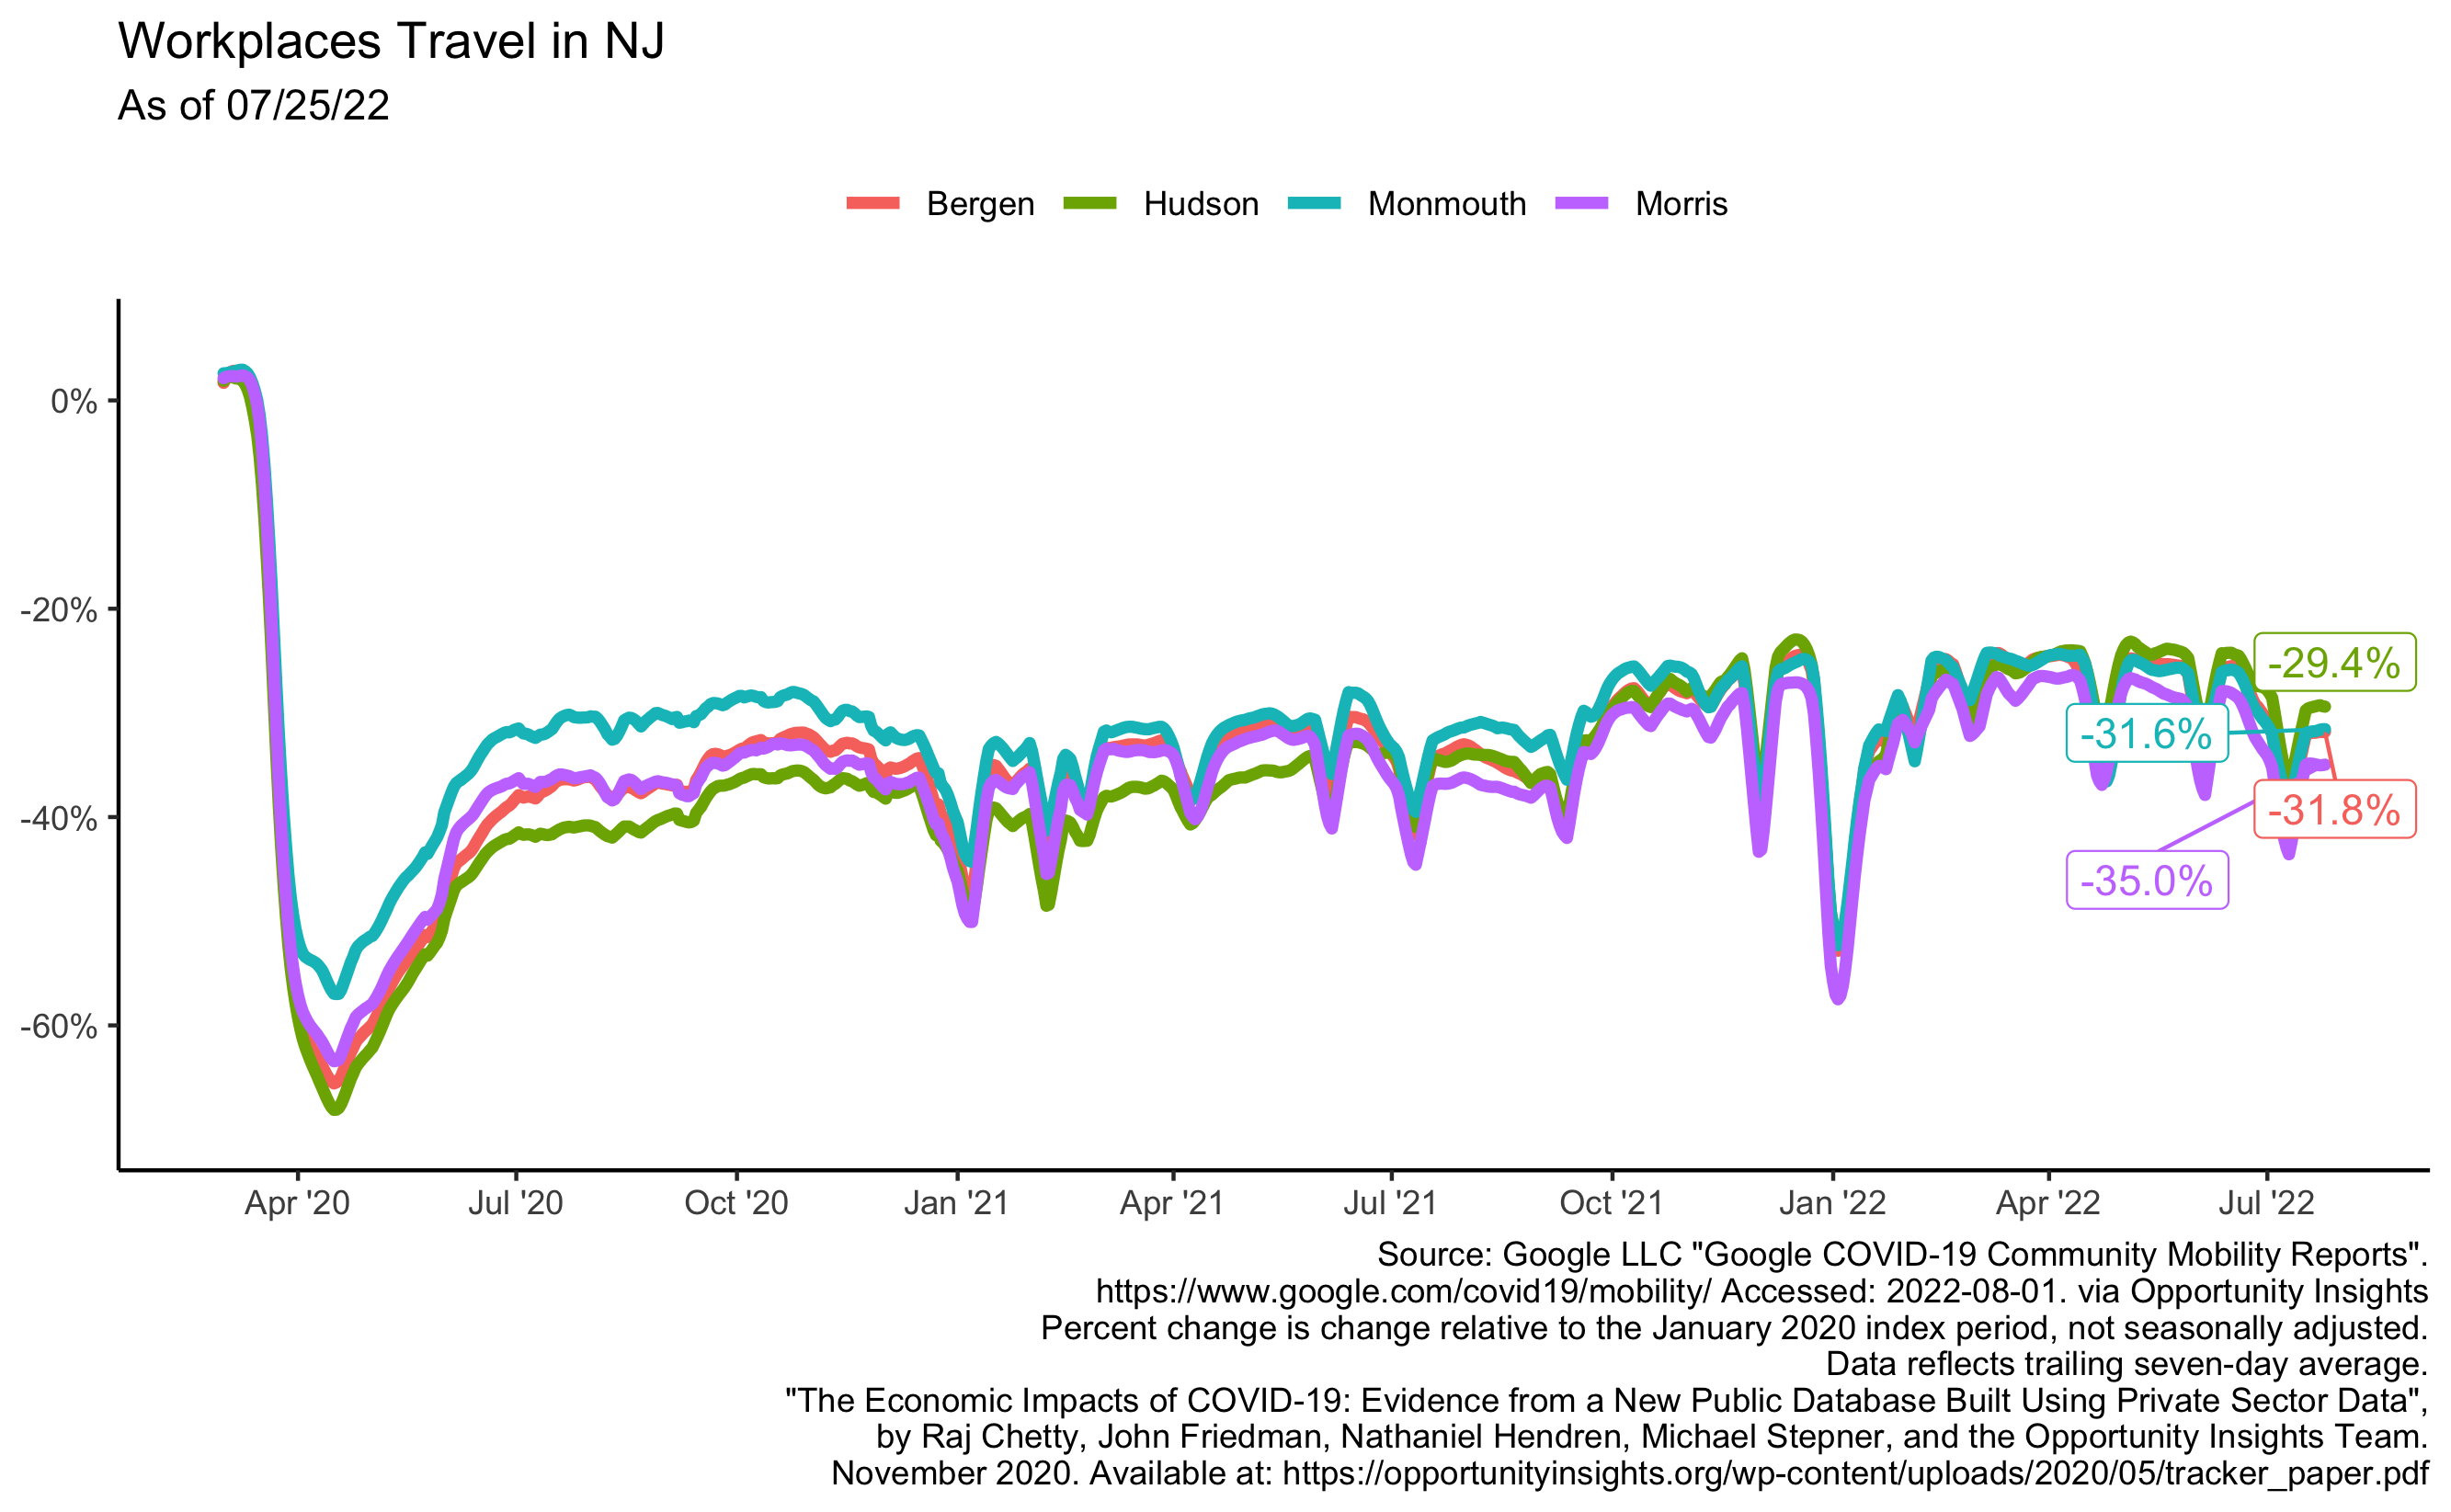 Workplaces Travel in NJ
As of 07/25/22
Bergen Hudson Monmouth Morris
0%
-20%
-40%
-60%
-29.4%
-31.6%
-31.8%
-35.0%
Apr '20 Jul '20 Oct '20 Jan '21 Apr '21 Jul '21 Oct '21 Jan '22 Apr '22 Jul '22
Source: Google LLC "Google COVID-19 Community Mobility Reports".
https://www.google.com/covid19/mobility/ Accessed: 2022-08-01. via Opportunity Insights
Percent change is change relative to the January 2020 index period, not seasonally adjusted.
Data reflects trailing seven-day average.
"The Economic Impacts of COVID-19: Evidence from a New Public Database Built Using Private Sector Data",
by Raj Chetty, John Friedman, Nathaniel Hendren, Michael Stepner, and the Opportunity Insights Team.
November 2020. Available at: https://opportunityinsights.org/wp-content/uploads/2020/05/tracker_paper.pdf